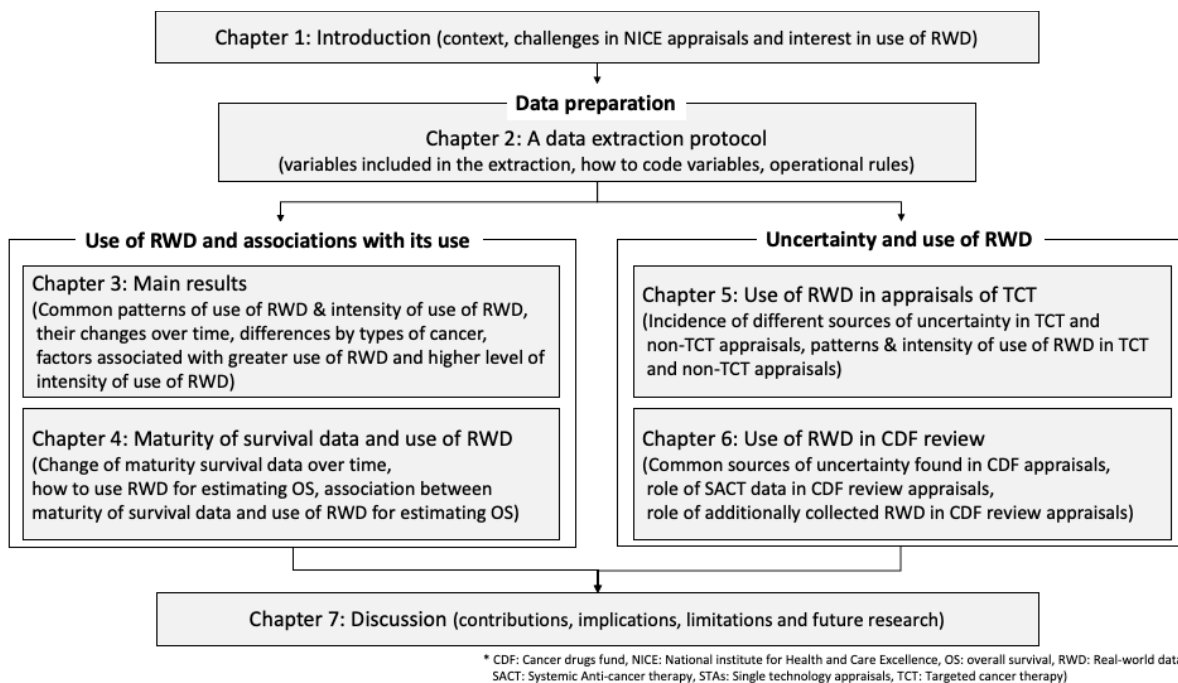 Chapter 1: Introduction (context, challenges in NICE appraisals and interest in use of RWD)
Data preparation
Chapter 2: A data extraction protocol
(variables included in the extraction, how to code variables, operational rules)
Use of RWD and associations with its use
Chapter 3: Main results
(Common patterns of use of RWD & intensity of use of RWD,
their changes over time, differences by types of cancer,
factors associated with greater use of RWD and higher level of
intensity of use of RWD)
Chapter 4: Maturity of survival data and use of RWD
(Change of maturity survival data over time,
how to use RWD for estimating OS, association between
maturity of survival data and use of RWD for estimating OS)
Uncertainty and use of RWD
Chapter 5: Use of RWD in appraisals of TCT
(Incidence of different sources of uncertainty in TCT and
non-TCT appraisals, patterns & intensity of use of RWD in TCT
and non-TCT appraisals)
Chapter 6: Use of RWD in CDF review
(Common sources of uncertainty found in CDF appraisals,
role of SACT data in CDF review appraisals,
role of additionally collected RWD in CDF review appraisals)
Chapter 7: Discussion (contributions, implications, limitations and future research)
* CDF: Cancer drugs fund, NICE: National institute for Health and Care Excellence, OS: overall survival, RWD: Real-world data
SACT: Systemic Anti-cancer therapy, STAs: Single technology appraisals, TCT: Targeted cancer therapy)